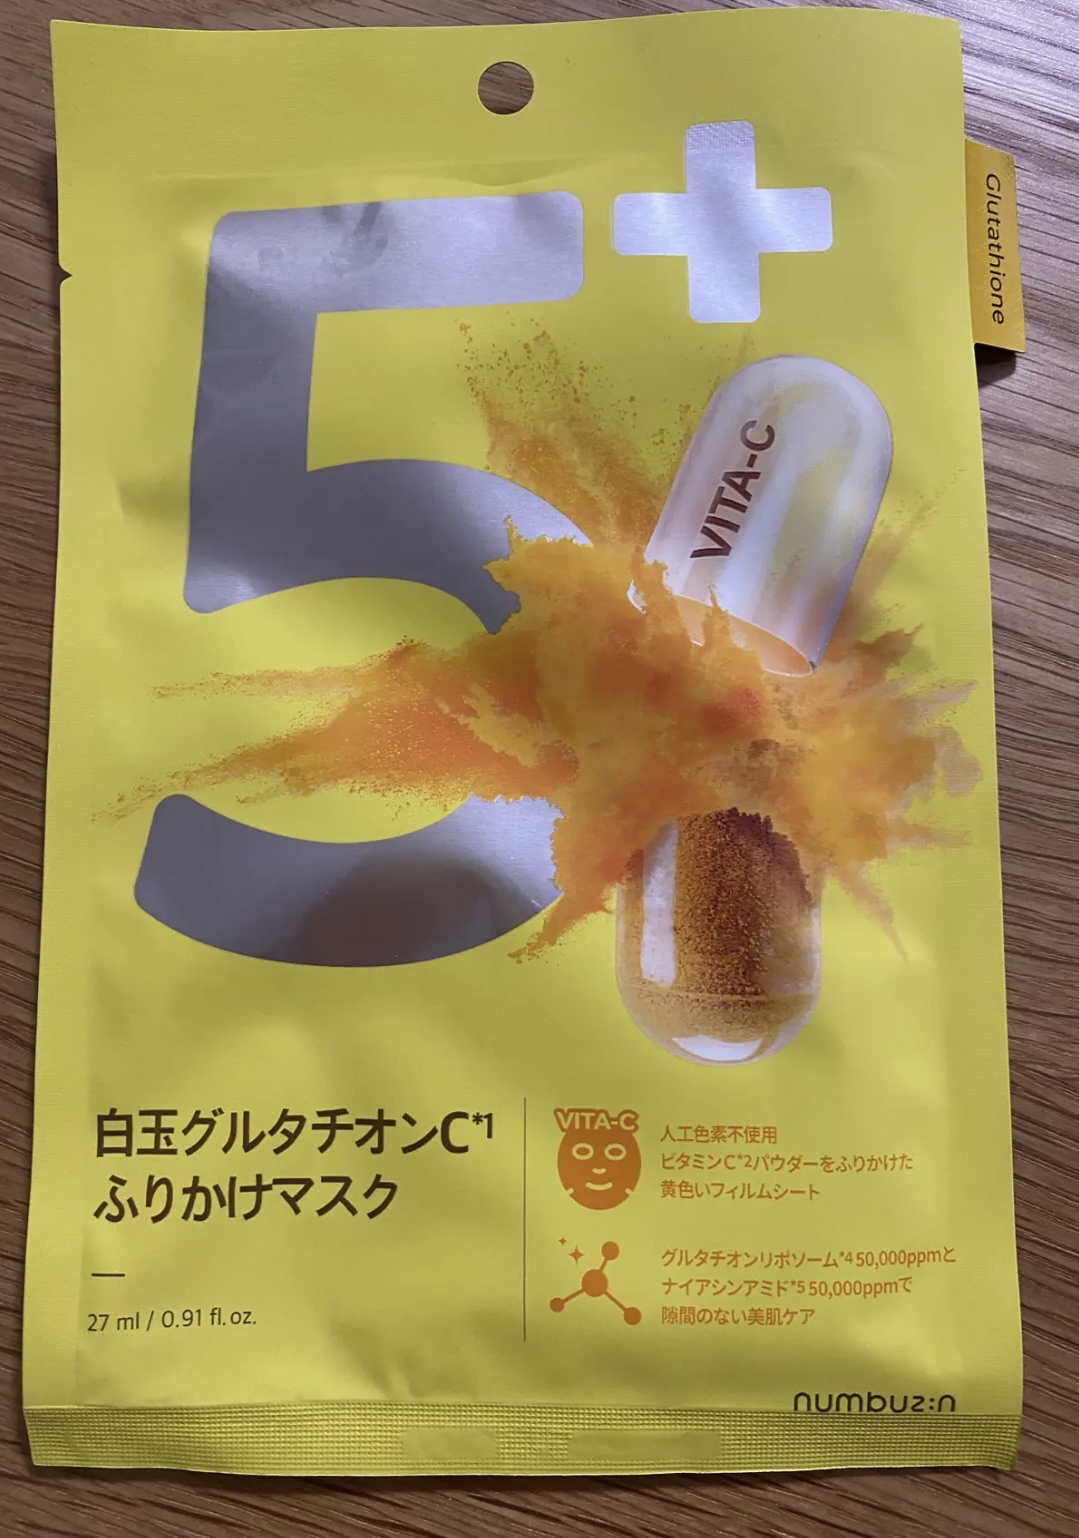 5+
Glutathione
VITA-C
白玉グルタチオンC*1
ふりかけマスク
27 ml / 0.91 fl.oz.
VITA-C
人工色素不使用
ビタミンC*2パウダーをふりかけた
黄色いフィルムシート
グルタチオンリポソーム*4 50,000ppmと
ナイアシンアミド*5 50,000ppmで
隙間のない美肌ケア
numbuz:n